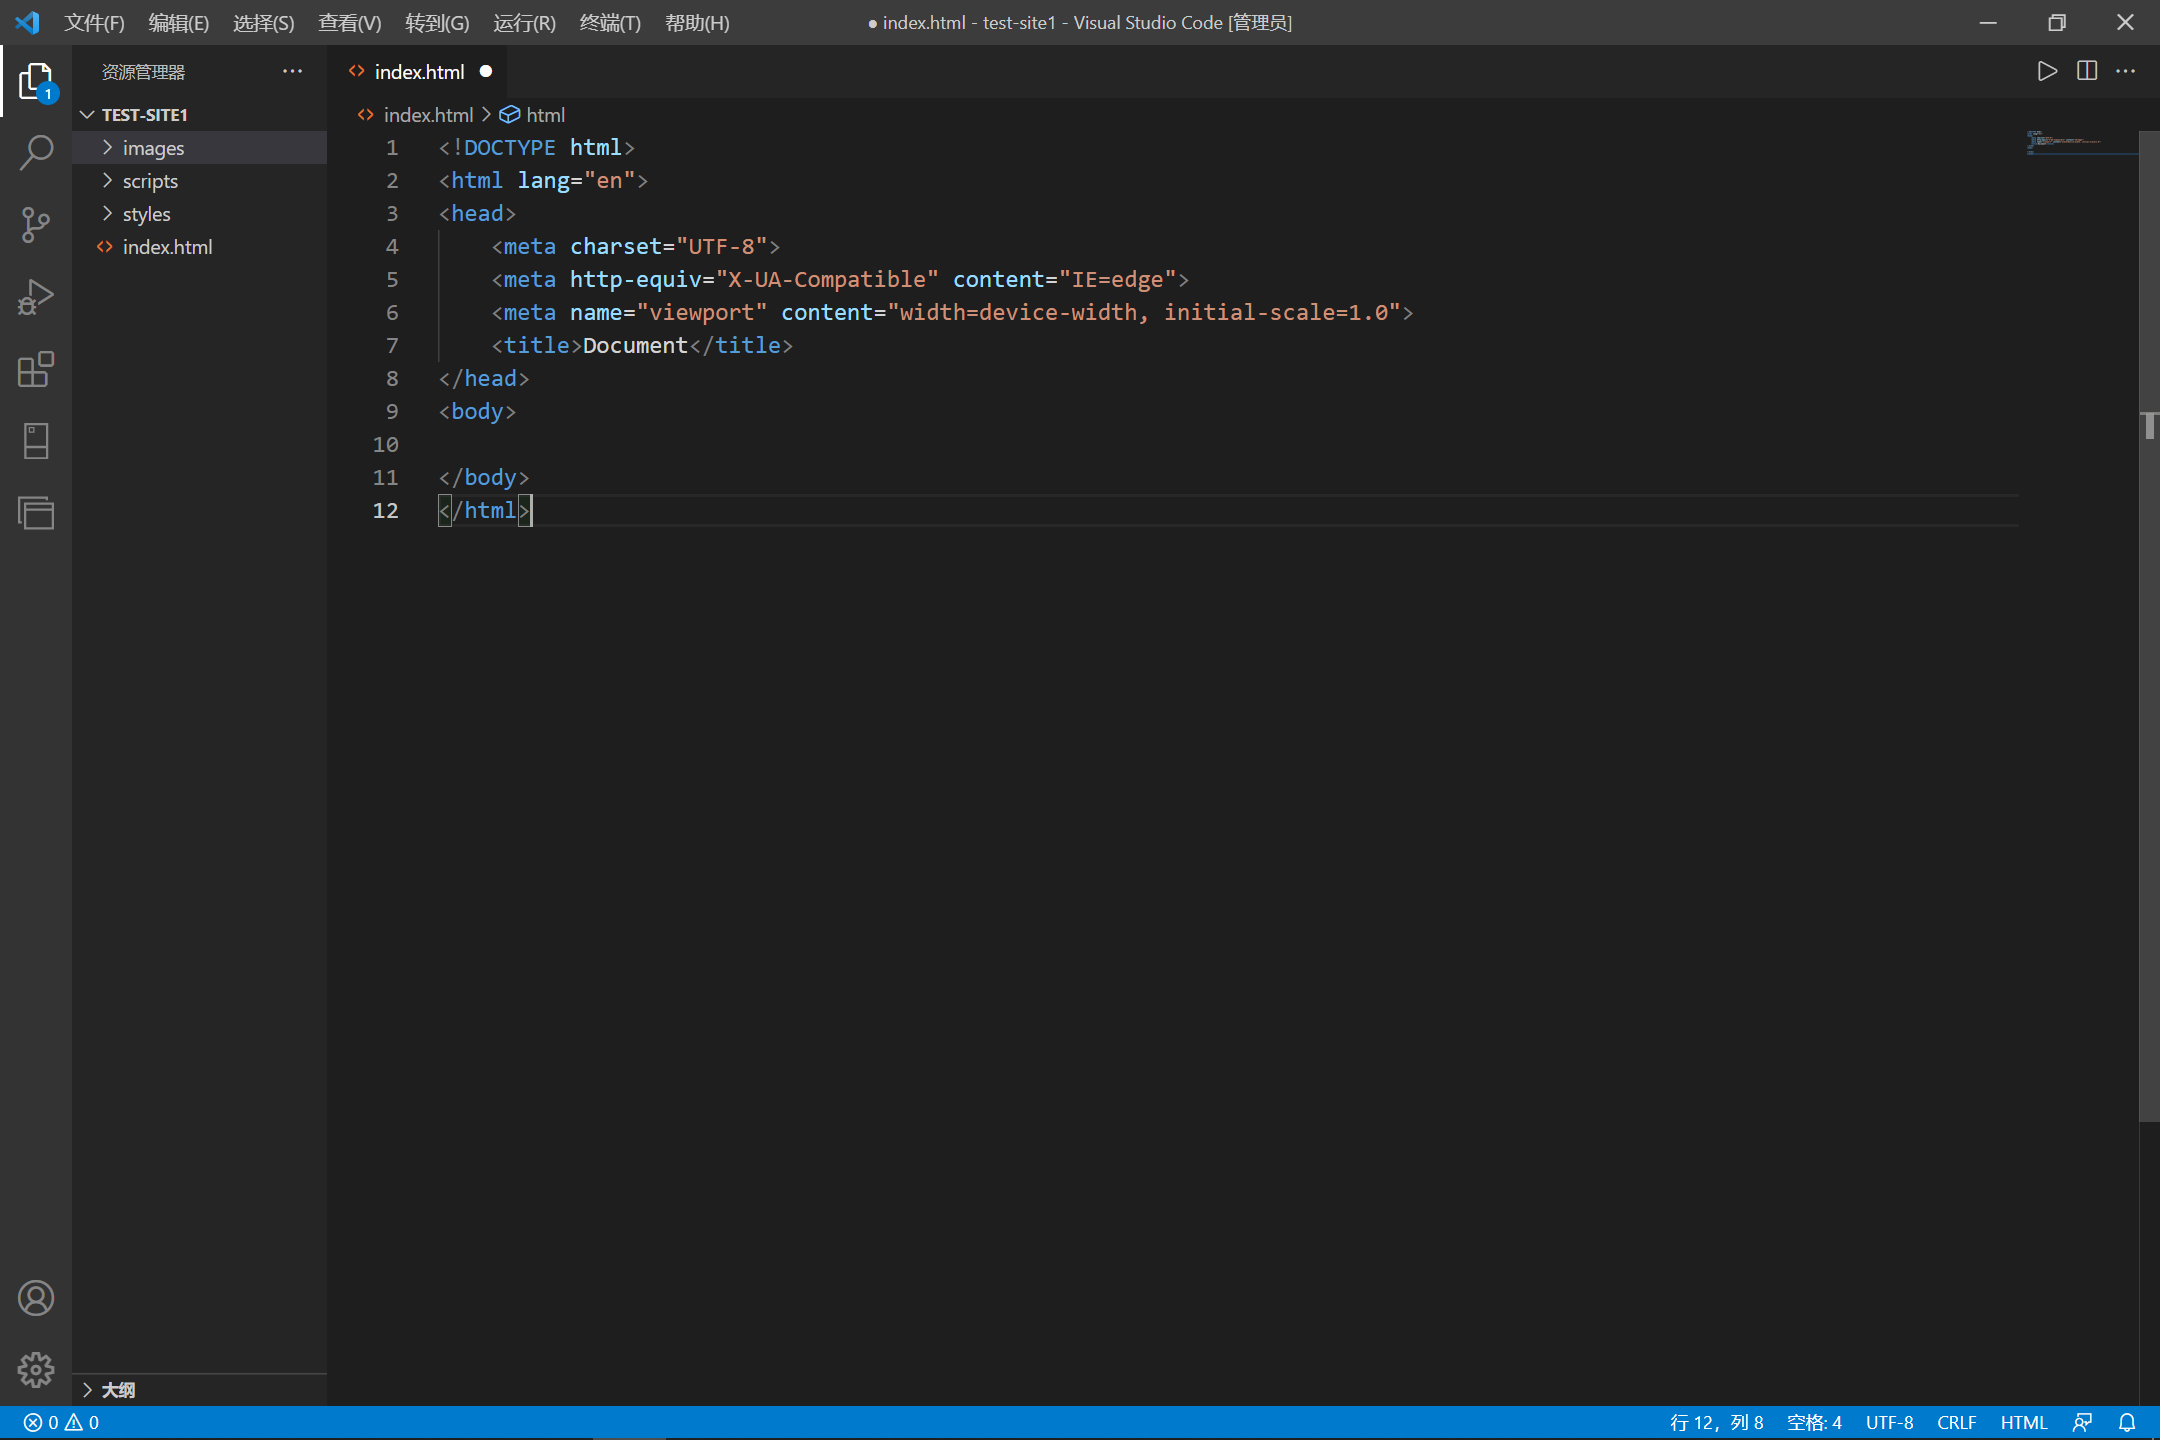 文件(F) 编辑(E) 选择(S) 查看(V) 转到(G) 运行(R) 终端(T) 帮助(H) ● index.html - test-site1 - Visual Studio Code [管理员]
资源管理器 ··· index.html ● ···
1
TEST-SITE1
images
scripts
styles
index.html
index.html > html
1 <!DOCTYPE html>
2 <html lang="en">
3 <head>
4     <meta charset="UTF-8">
5     <meta http-equiv="X-UA-Compatible" content="IE=edge">
6     <meta name="viewport" content="width=device-width, initial-scale=1.0">
7     <title>Document</title>
8 </head>
9 <body>
10
11 </body>
12 </html>
大纲
0 0 行 12，列 8 空格: 4 UTF-8 CRLF HTML